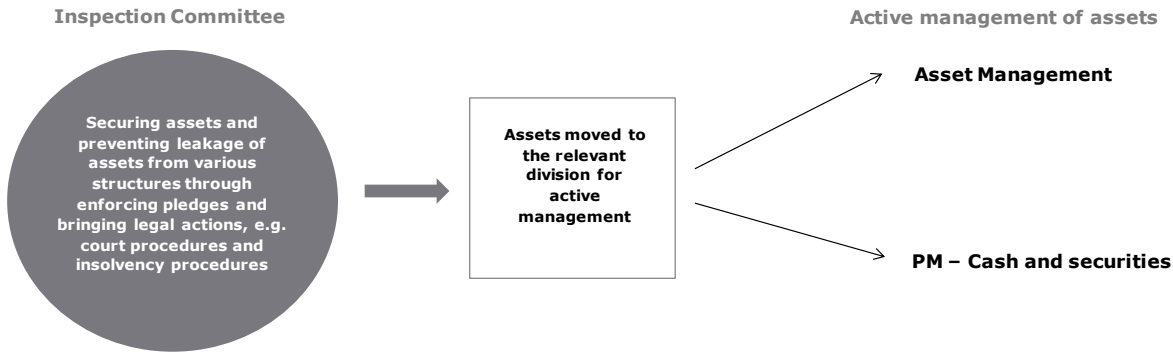 Inspection Committee
Active management of assets
Securing assets and
preventing leakage of
assets from various
structures through
enforcing pledges and
bringing legal actions, e.g.
court procedures and
insolvency procedures
Assets moved to
the relevant
division for
active
management
Asset Management
PM – Cash and securities